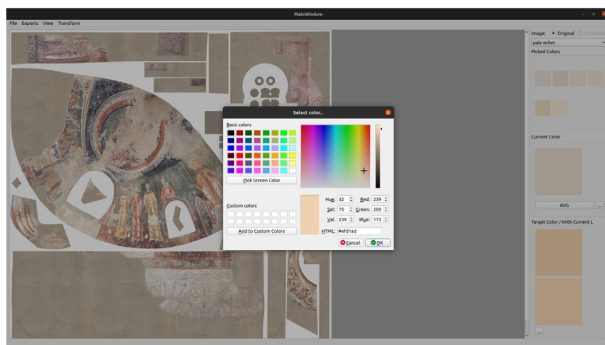 MainWindow
File Exports View Transform
Image: Original
pale ocher
Picked Colors
Current Color
AVG ...
Target Color / With Current L
...
Select color...
Basic colors
Pick Screen Color
Custom colors
Add to Custom Colors
Hue: 32 Red: 239
Sat: 70 Green: 209
Val: 239 Blue: 173
HTML: #efd1ad
Cancel OK